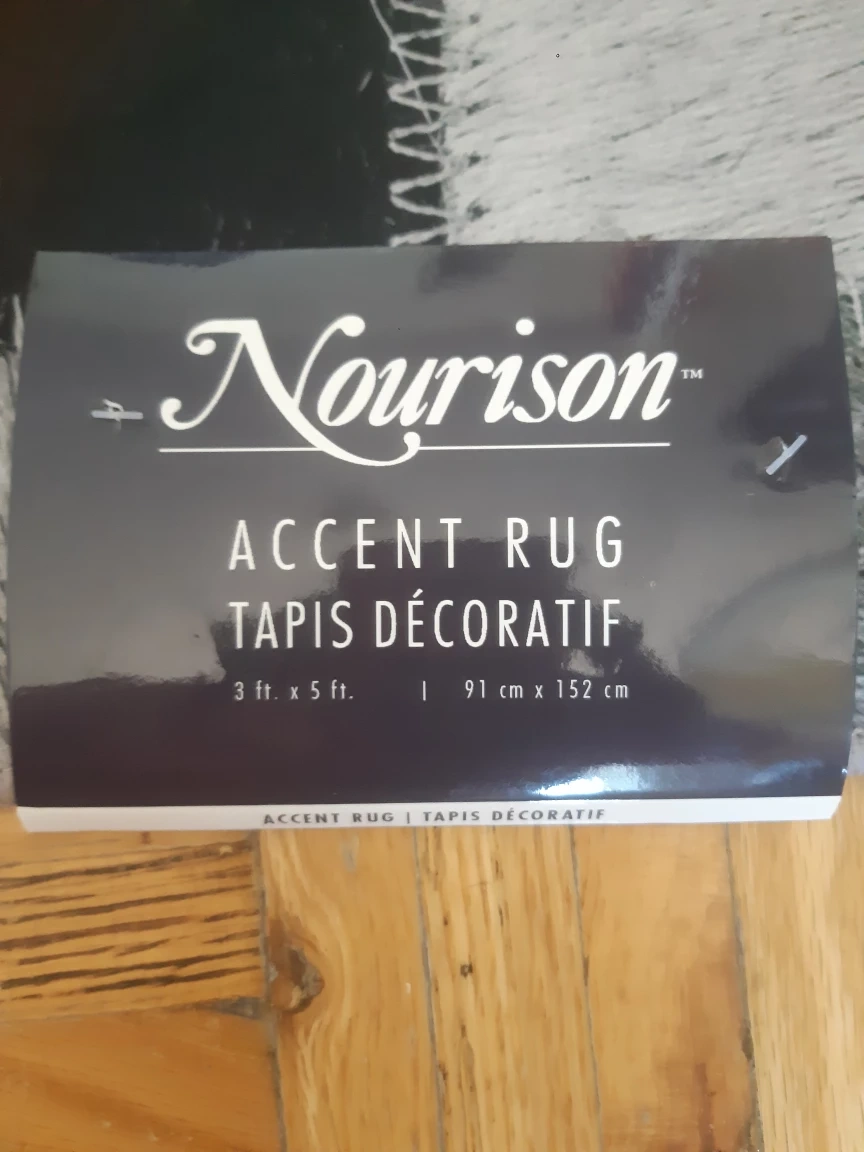 Nourison™
ACCENT RUG
TAPIS DÉCORATIF
3 ft. x 5 ft. | 91 cm x 152 cm
ACCENT RUG | TAPIS DÉCORATIF